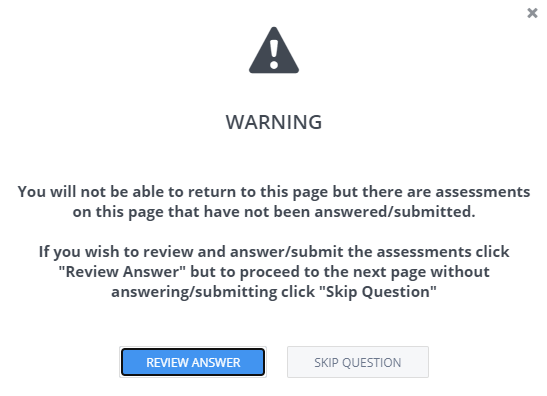 WARNING
You will not be able to return to this page but there are assessments
on this page that have not been answered/submitted.
If you wish to review and answer/submit the assessments click
"Review Answer" but to proceed to the next page without
answering/submitting click "Skip Question"
REVIEW ANSWER
SKIP QUESTION